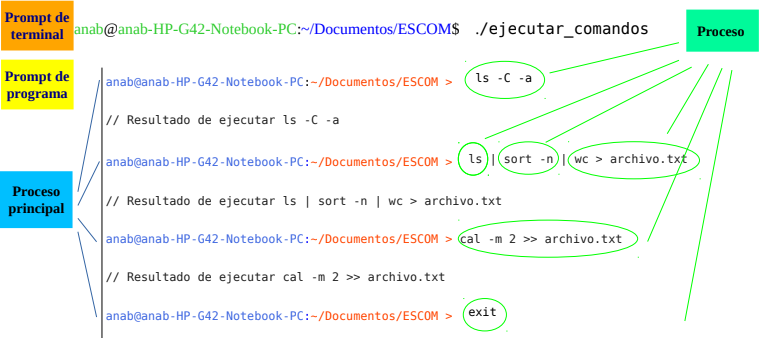 Prompt de
terminal
anab@anab-HP-G42-Notebook-PC:~/Documentos/ESCOM$ ./ejecutar_comandos
Proceso
Prompt de
programa
anab@anab-HP-G42-Notebook-PC:~/Documentos/ESCOM > ls -C -a
// Resultado de ejecutar ls -C -a
anab@anab-HP-G42-Notebook-PC:~/Documentos/ESCOM > ls | sort -n | wc > archivo.txt
Proceso
principal
// Resultado de ejecutar ls | sort -n | wc > archivo.txt
anab@anab-HP-G42-Notebook-PC:~/Documentos/ESCOM > cal -m 2 >> archivo.txt
// Resultado de ejecutar cal -m 2 >> archivo.txt
anab@anab-HP-G42-Notebook-PC:~/Documentos/ESCOM > exit